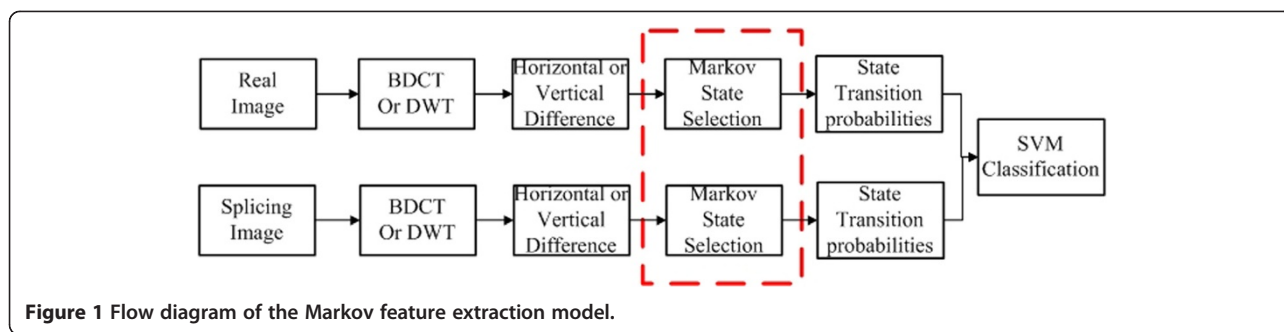 Real
Image
BDCT
Or DWT
Horizontal or
Vertical
Difference
Markov
State
Selection
State
Transition
probabilities
SVM
Classification
Splicing
Image
BDCT
Or DWT
Horizontal or
Vertical
Difference
Markov
State
Selection
State
Transition
probabilities
Figure 1 Flow diagram of the Markov feature extraction model.